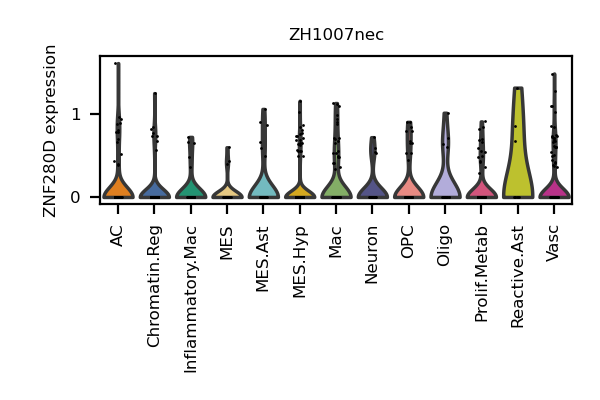 ZH1007nec
ZNF280D expression
1
0
AC
Chromatin.Reg
Inflammatory.Mac
MES
MES.Ast
MES.Hyp
Mac
Neuron
OPC
Oligo
Prolif.Metab
Reactive.Ast
Vasc